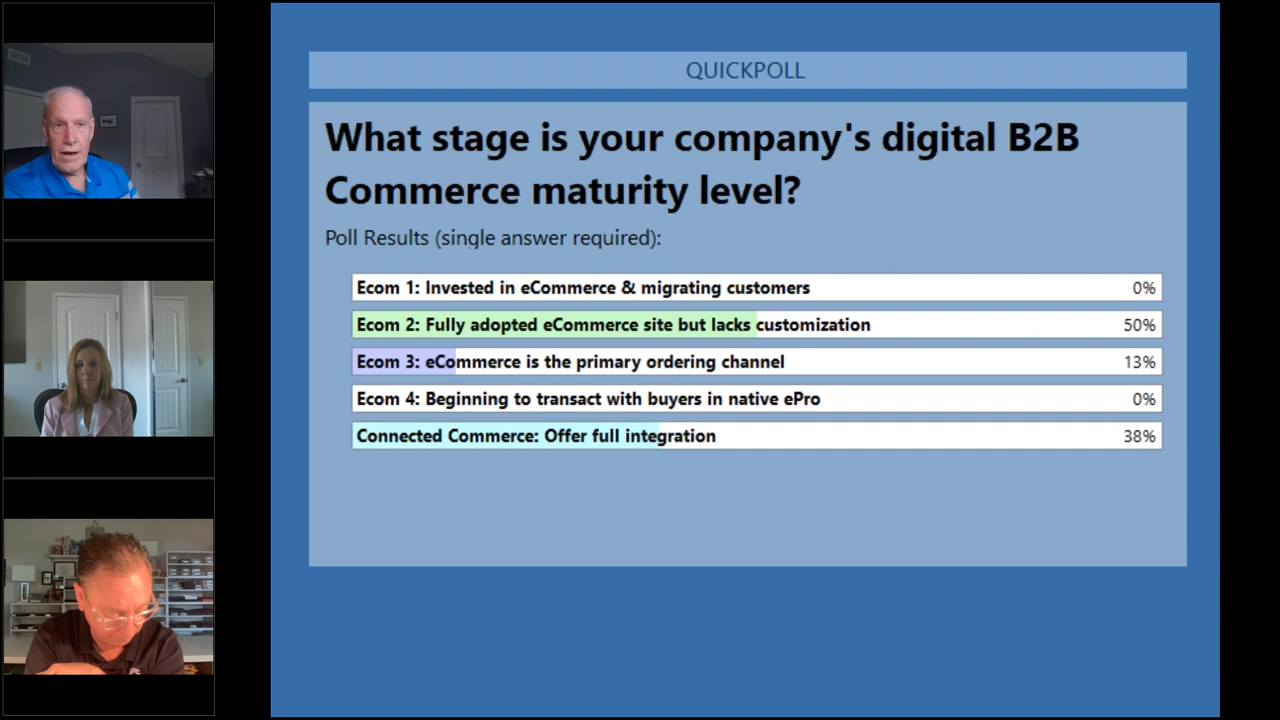 QUICKPOLL
What stage is your company's digital B2B
Commerce maturity level?
Poll Results (single answer required):
Ecom 1: Invested in eCommerce & migrating customers 0%
Ecom 2: Fully adopted eCommerce site but lacks customization 50%
Ecom 3: eCommerce is the primary ordering channel 13%
Ecom 4: Beginning to transact with buyers in native ePro 0%
Connected Commerce: Offer full integration 38%